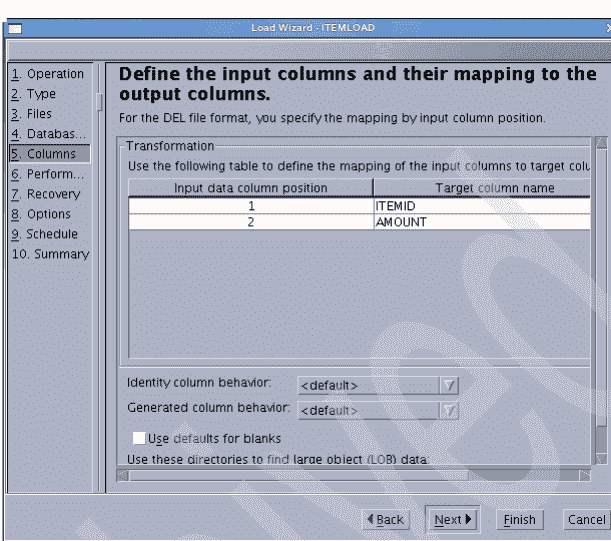 Load Wizard - ITEMLOAD
1. Operation
2. Type
3. Files
4. Databas...
5. Columns
6. Perform...
7. Recovery
8. Options
9. Schedule
10. Summary
Define the input columns and their mapping to the
output columns.
For the DEL file format, you specify the mapping by input column position.
Transformation
Use the following table to define the mapping of the input columns to target colu
Input data column position Target column name
1 ITEMID
2 AMOUNT
Identity column behavior: <default>
Generated column behavior: <default>
Use defaults for blanks
Use these directories to find large object (LOB) data:
Back Next Finish Cancel